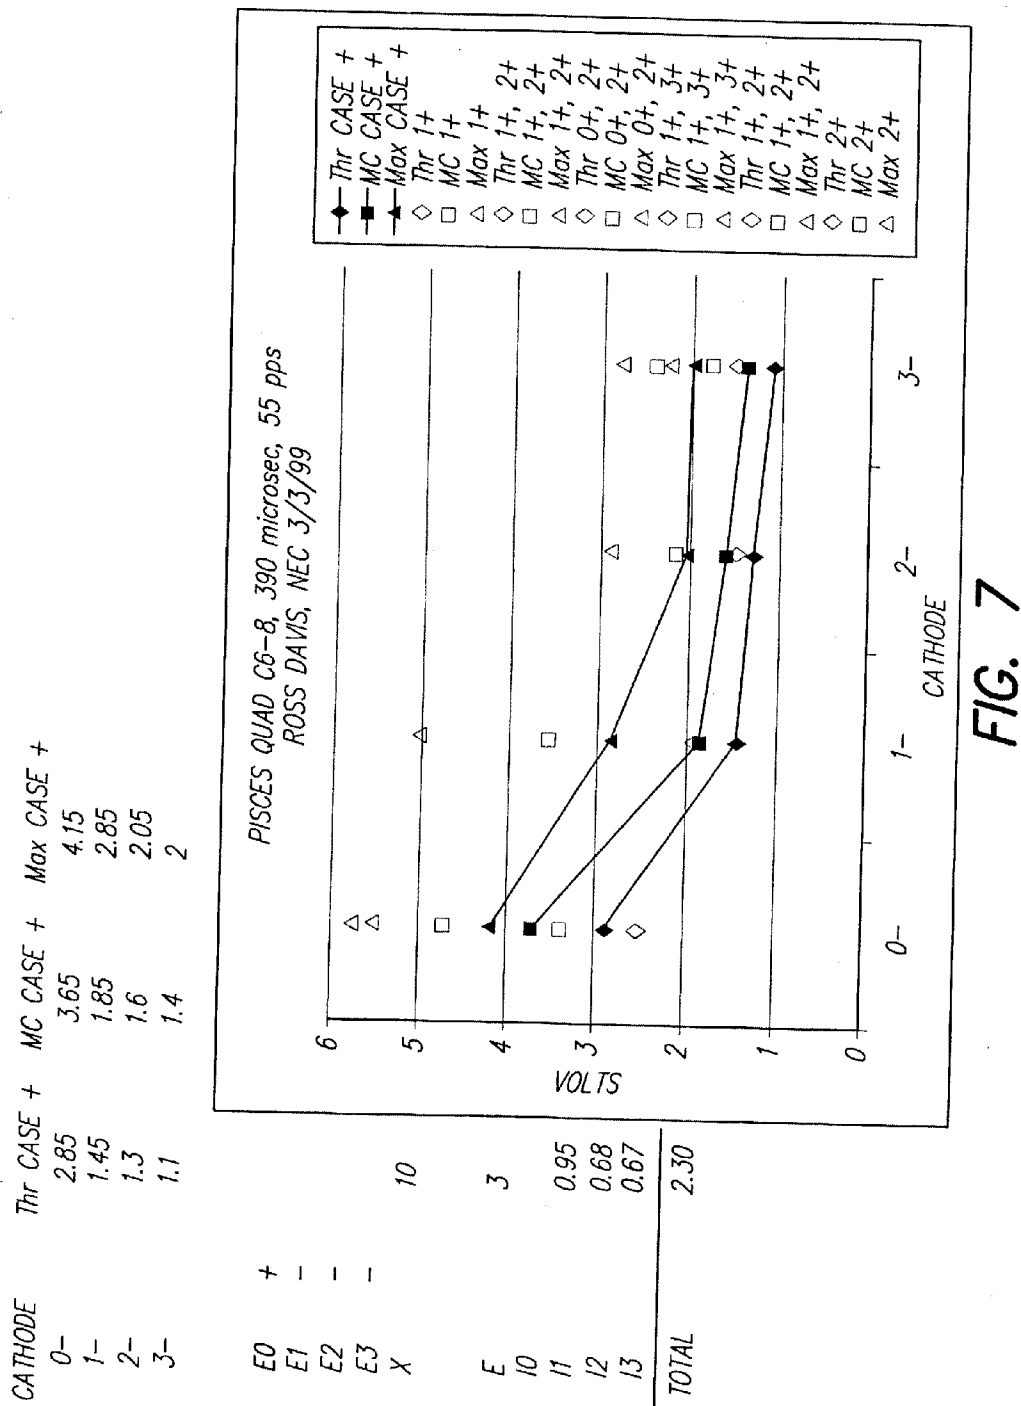 CATHODE Thr CASE + MC CASE + Max CASE +
0- 2.85 3.65 4.15
1- 1.45 1.85 2.85
2- 1.3 1.6 2.05
3- 1.1 1.4 2
E0 +
E1 -
E2 -
E3 -
X 10
E 3
I0
I1 0.95
I2 0.68
I3 0.67
TOTAL 2.30
PISCES QUAD C6-8, 390 microsec, 55 pps
ROSS DAVIS, NEC 3/3/99
6
5
4
3
2
1
0
VOLTS
0- 1- 2- 3-
CATHODE
Thr CASE +
MC CASE +
Max CASE +
Thr 1+
MC 1+
Max 1+
Thr 1+, 2+
MC 1+, 2+
Max 1+, 2+
Thr 0+, 2+
MC 0+, 2+
Max 0+, 2+
Thr 1+, 3+
MC 1+, 3+
Max 1+, 3+
Thr 1+, 2+
MC 1+, 2+
Max 1+, 2+
Thr 2+
MC 2+
Max 2+
FIG. 7